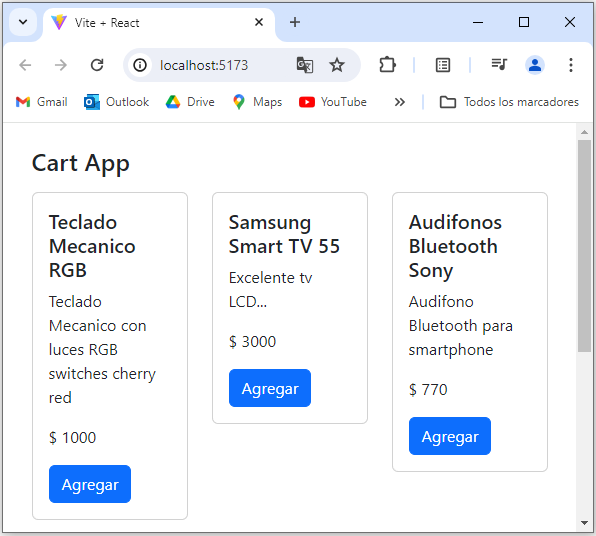 Vite + React
localhost:5173
Gmail
Outlook
Drive
Maps
YouTube
Todos los marcadores
Cart App
Teclado
Mecanico
RGB
Teclado
Mecanico con
luces RGB
switches cherry
red
$ 1000
Agregar
Samsung
Smart TV 55
Excelente tv
LCD...
$ 3000
Agregar
Audifonos
Bluetooth
Sony
Audifono
Bluetooth para
smartphone
$ 770
Agregar